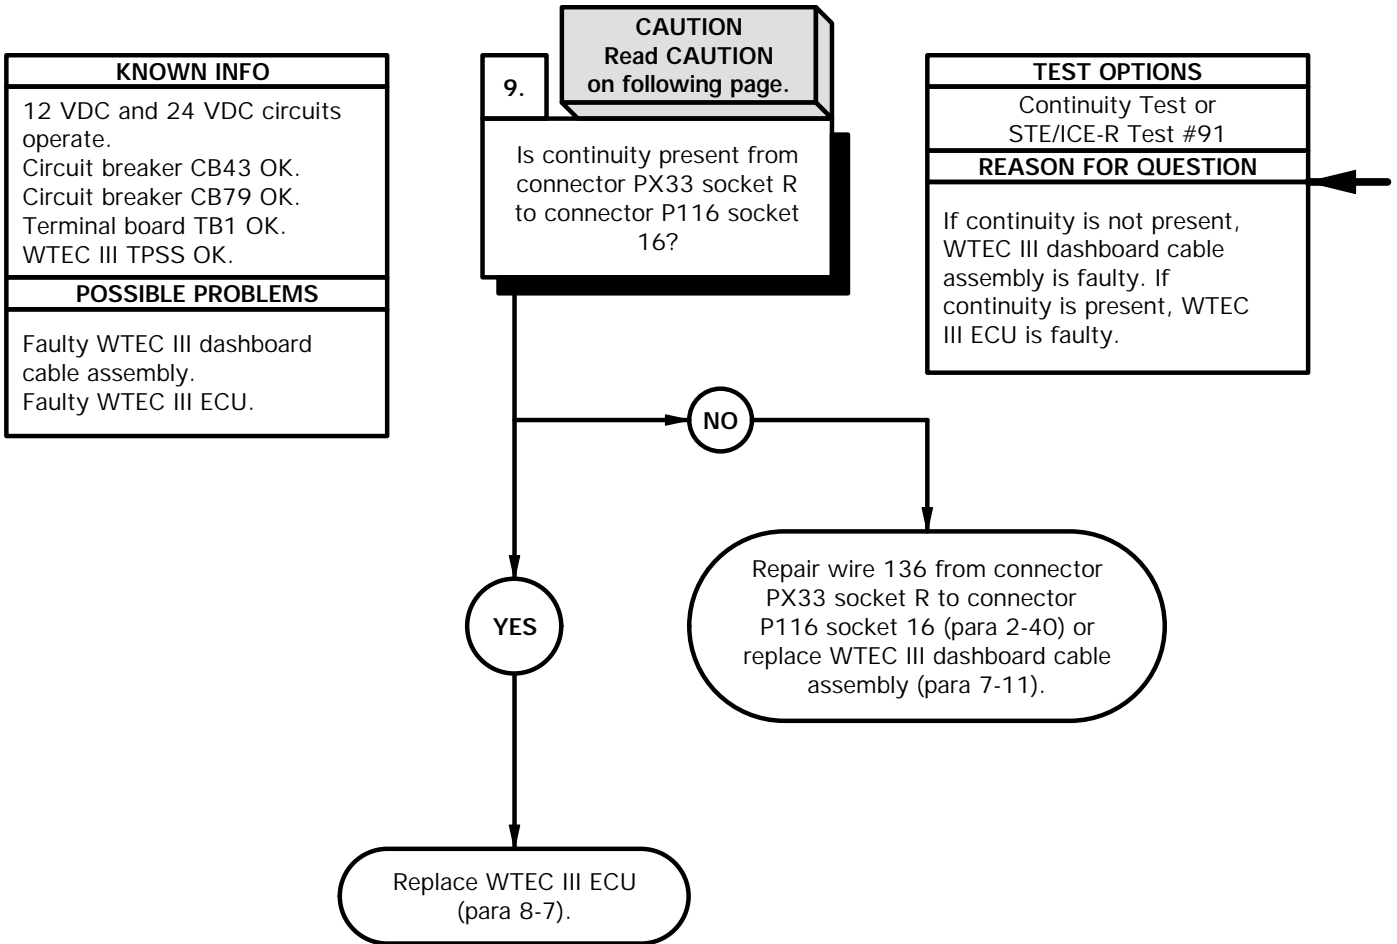 KNOWN INFO
12 VDC and 24 VDC circuits
operate.
Circuit breaker CB43 OK.
Circuit breaker CB79 OK.
Terminal board TB1 OK.
WTEC III TPSS OK.
POSSIBLE PROBLEMS
Faulty WTEC III dashboard
cable assembly.
Faulty WTEC III ECU.
9.
CAUTION
Read CAUTION
on following page.
Is continuity present from
connector PX33 socket R
to connector P116 socket
16?
TEST OPTIONS
Continuity Test or
STE/ICE-R Test #91
REASON FOR QUESTION
If continuity is not present,
WTEC III dashboard cable
assembly is faulty. If
continuity is present, WTEC
III ECU is faulty.
NO
YES
Repair wire 136 from connector
PX33 socket R to connector
P116 socket 16 (para 2-40) or
replace WTEC III dashboard cable
assembly (para 7-11).
Replace WTEC III ECU
(para 8-7).